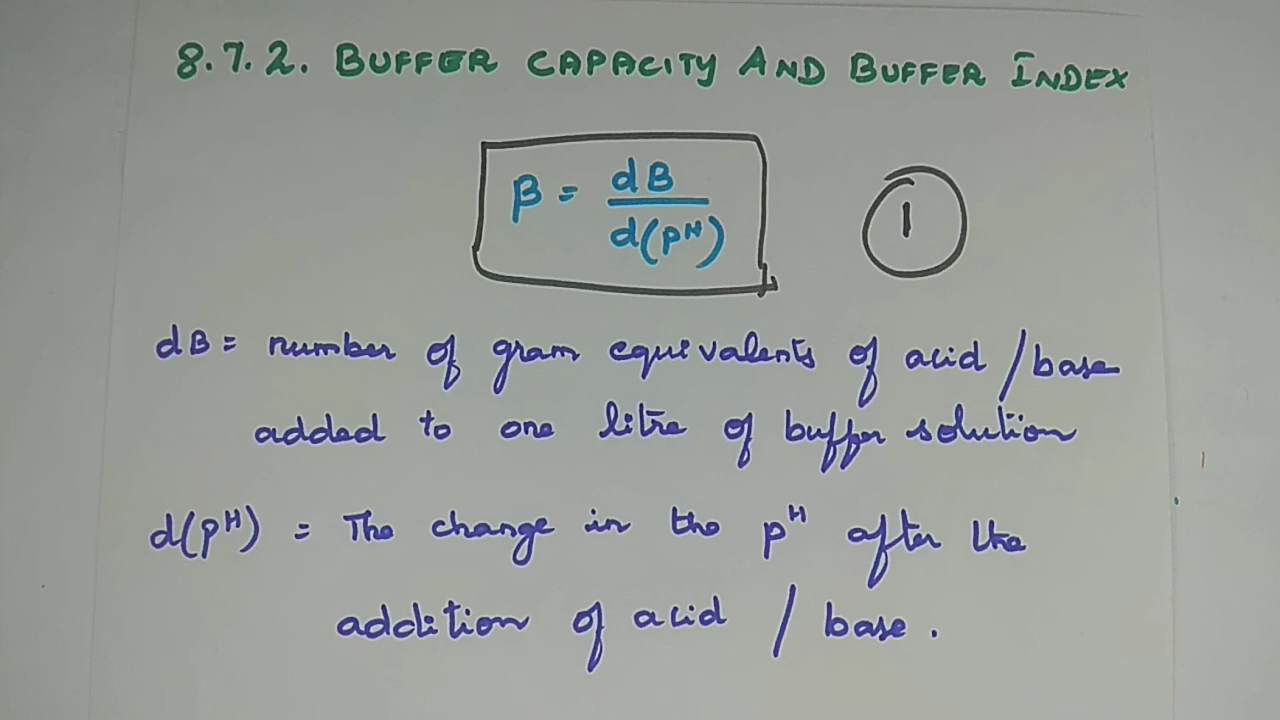 8.7.2. BUFFER CAPACITY AND BUFFER INDEX
β = dB / d(pH)
1
dB = number of gram equivalents of acid / base
added to one litre of buffer solution
d(pH) = The change in the pH after the
addition of acid / base.